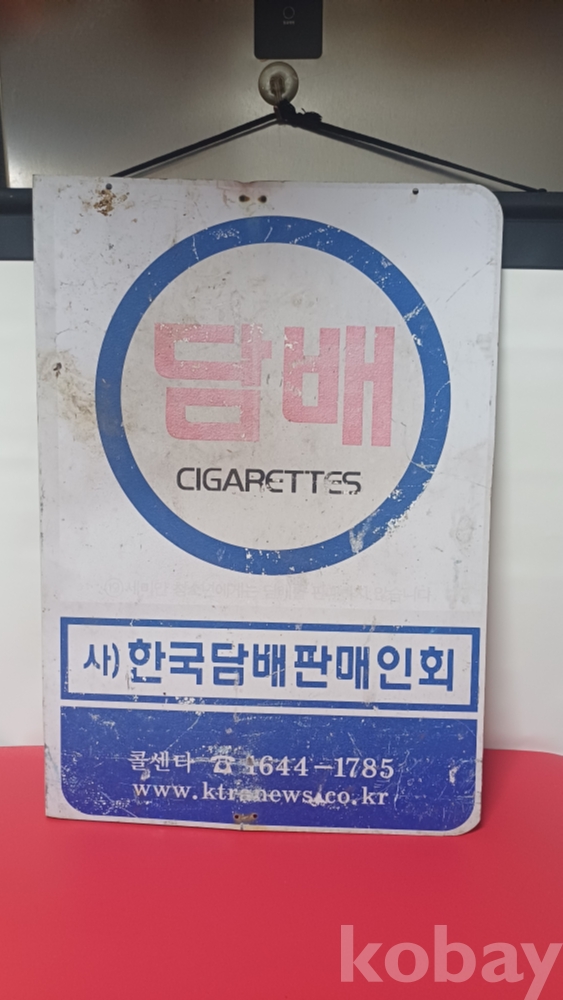 담배
CIGARETTES
사) 한국담배판매인회
콜센타 ☎ 1644-1785
www.ktranews.co.kr
kobay